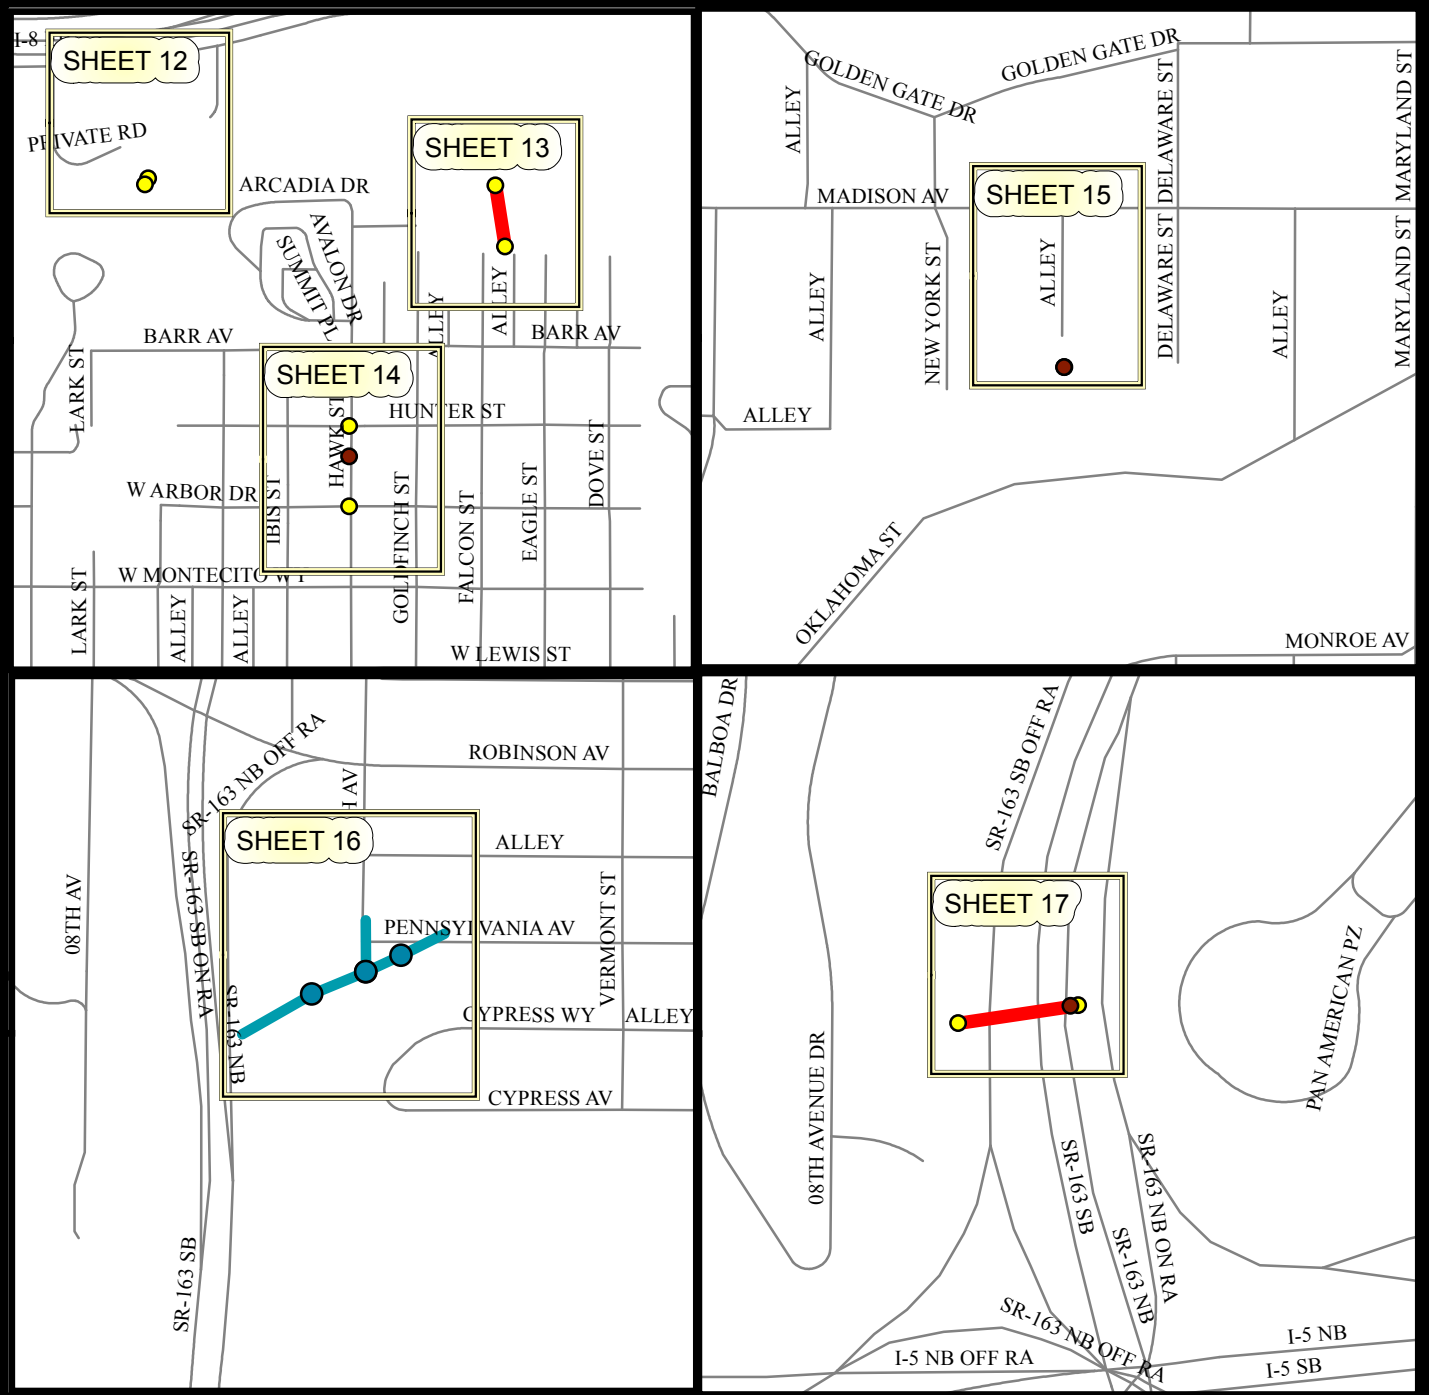 I-8
SHEET 12
PRIVATE RD
SHEET 13
ARCADIA DR
AVALON DR
SUMMIT PL
ALLEY
ALLEY
BARR AV
BARR AV
LARK ST
SHEET 14
HAWK ST
HUNTER ST
DOVE ST
W ARBOR DR
IBIS ST
GOLDFINCH ST
FALCON ST
EAGLE ST
W MONTECITO WY
LARK ST
ALLEY
ALLEY
W LEWIS ST
GOLDEN GATE DR
GOLDEN GATE DR
ALLEY
DELAWARE ST
MARYLAND ST
MADISON AV
SHEET 15
ALLEY
NEW YORK ST
ALLEY
DELAWARE ST
ALLEY
MARYLAND ST
ALLEY
OKLAHOMA ST
MONROE AV
SR-163 NB OFF RA
ROBINSON AV
H AV
SHEET 16
ALLEY
08TH AV
SR-163 SB ON RA
PENNSYLVANIA AV
VERMONT ST
SR-163 NB
CYPRESS WY
ALLEY
CYPRESS AV
SR-163 SB
BALBOA DR
SR-163 SB OFF RA
SHEET 17
PAN AMERICAN PZ
08TH AVENUE DR
SR-163 SB
SR-163 NB ON RA
SR-163 NB
SR-163 NB OFF RA
I-5 NB OFF RA
I-5 NB
I-5 SB